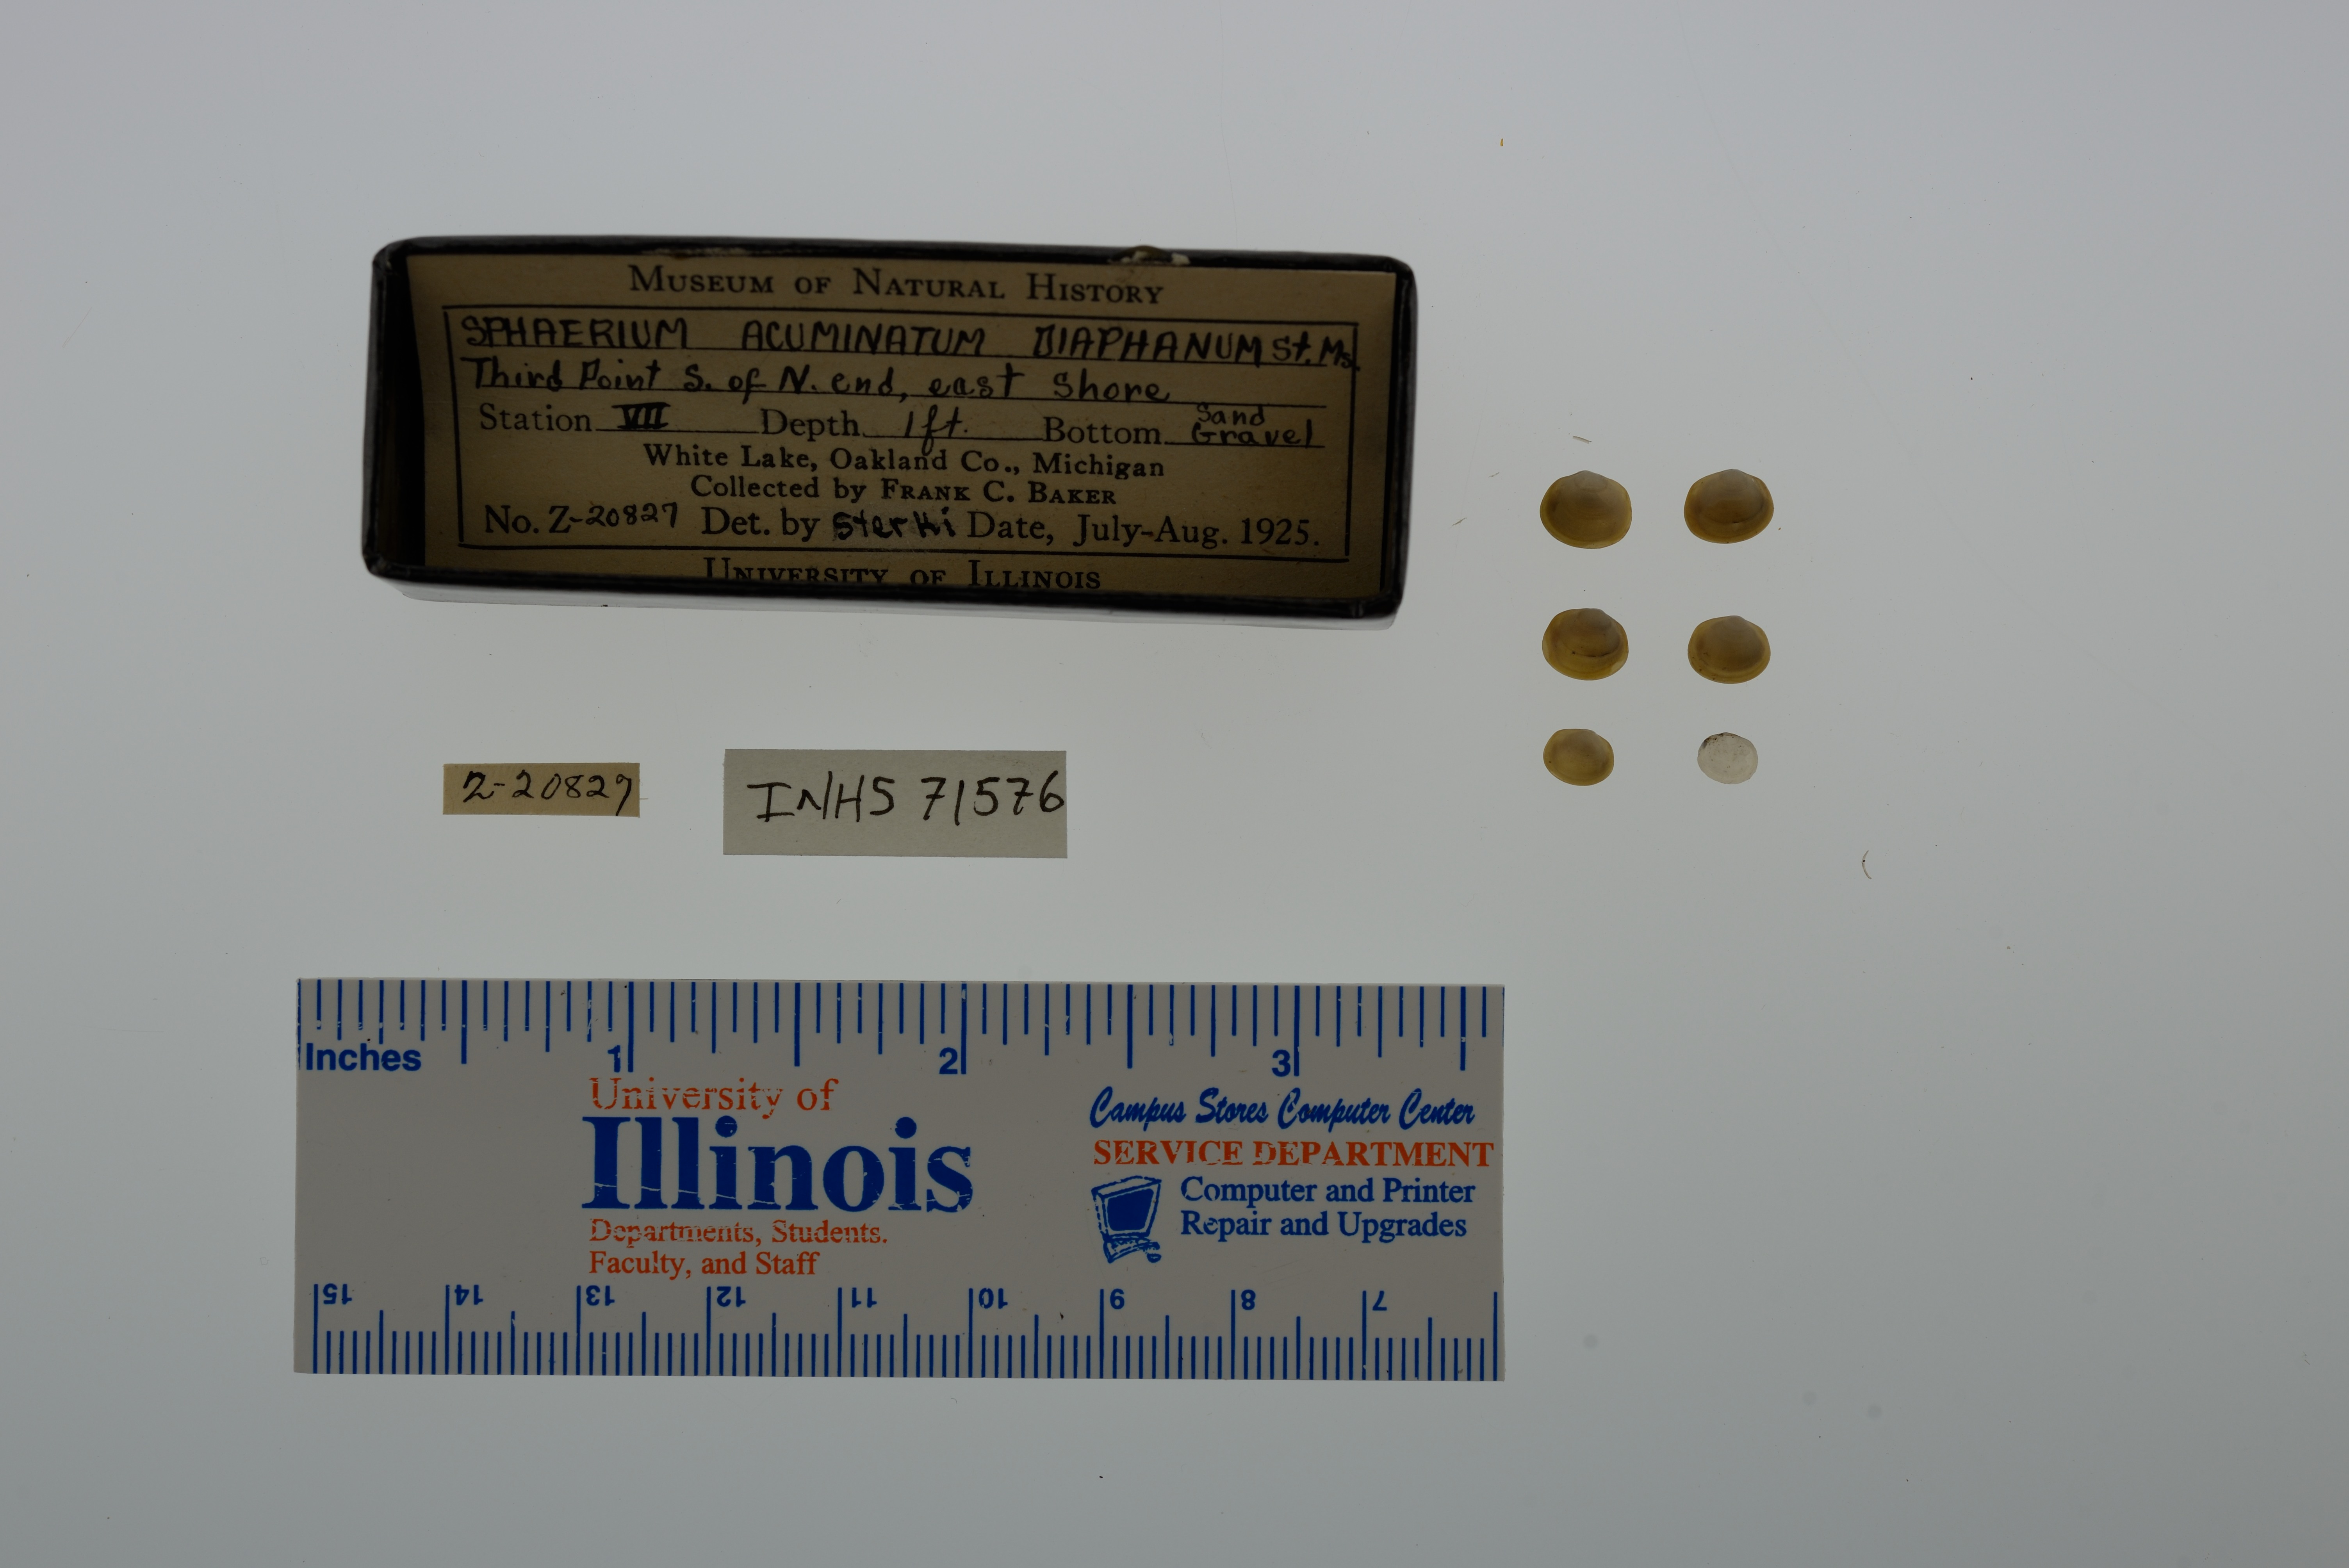 MUSEUM OF NATURAL HISTORY
SPHAERIUM ACUMINATUM DIAPHANUM St. Ms.
Third Point S. of N. end, east shore
Station VII Depth 1ft. Bottom Sand Gravel
White Lake, Oakland Co., Michigan
Collected by FRANK C. BAKER
No. Z-20827 Det. by Sterki Date, July-Aug. 1925.
UNIVERSITY OF ILLINOIS
Z-20827
INHS 71576
Inches 1 2 3
University of
Illinois
Departments, Students.
Faculty, and Staff
Campus Stores Computer Center
SERVICE DEPARTMENT
Computer and Printer
Repair and Upgrades
15 14 13 12 11 10 9 8 7